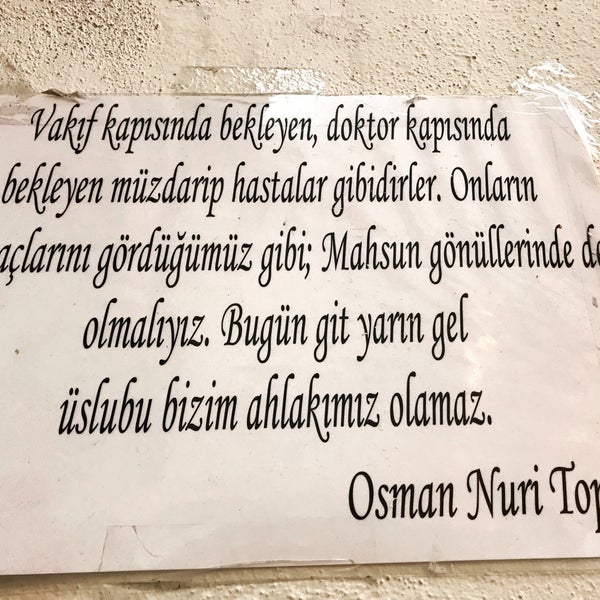 Vakıf kapısında bekleyen, doktor kapısında
bekleyen müzdarip hastalar gibidirler. Onların
gördüğümüz gibi; Mahsun gönüllerinde
olmalıyız. Bugün git yarın gel
üslubu bizim ahlakımız olamaz.
Osman Nuri